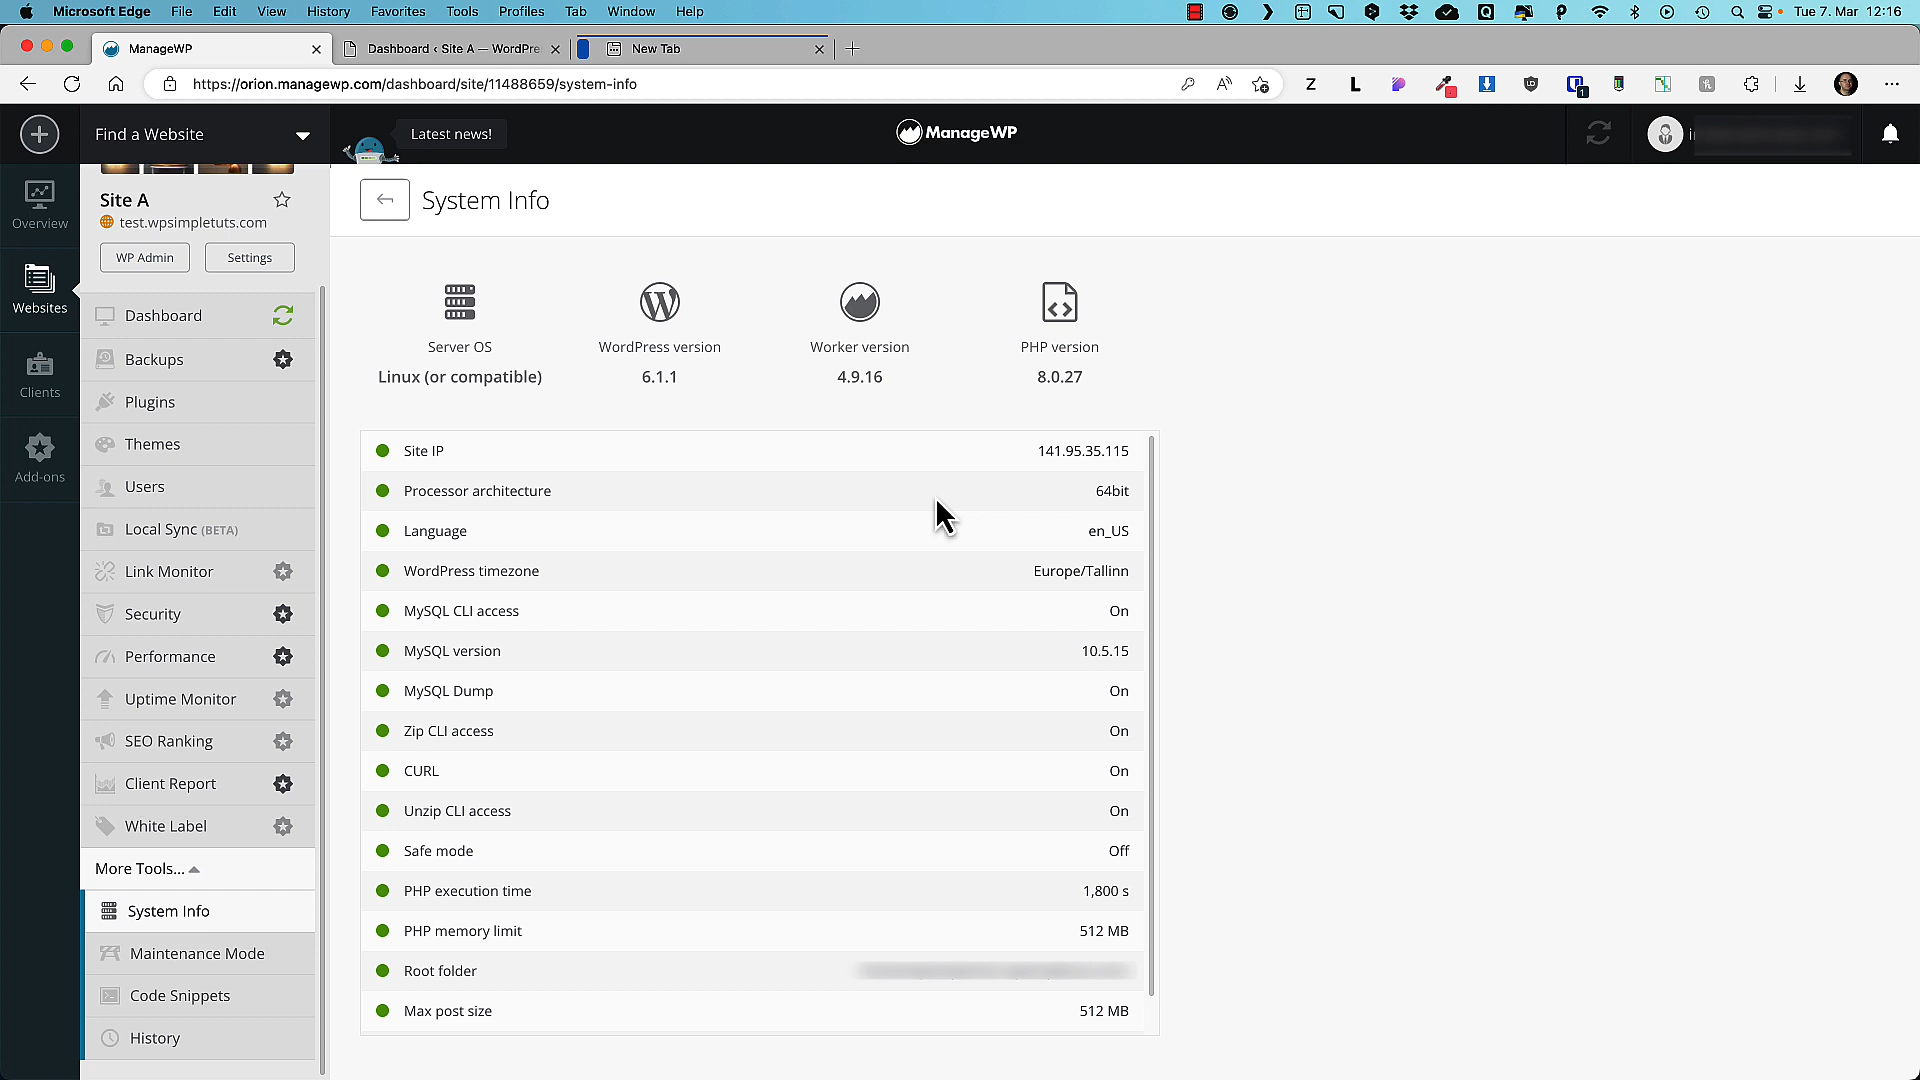 Microsoft Edge File Edit View History Favorites Tools Profiles Tab Window Help Tue 7. Mar 12:16
ManageWP Dashboard ‹ Site A — WordPre New Tab
https://orion.managewp.com/dashboard/site/11488659/system-info
Find a Website
Latest news!
ManageWP
Overview
Websites
Clients
Add-ons
Site A
test.wpsimpletuts.com
WP Admin
Settings
Dashboard
Backups
Plugins
Themes
Users
Local Sync (BETA)
Link Monitor
Security
Performance
Uptime Monitor
SEO Ranking
Client Report
White Label
More Tools...
System Info
Maintenance Mode
Code Snippets
History
System Info
Server OS
Linux (or compatible)
WordPress version
6.1.1
Worker version
4.9.16
PHP version
8.0.27
Site IP 141.95.35.115
Processor architecture 64bit
Language en_US
WordPress timezone Europe/Tallinn
MySQL CLI access On
MySQL version 10.5.15
MySQL Dump On
Zip CLI access On
CURL On
Unzip CLI access On
Safe mode Off
PHP execution time 1,800 s
PHP memory limit 512 MB
Root folder
Max post size 512 MB